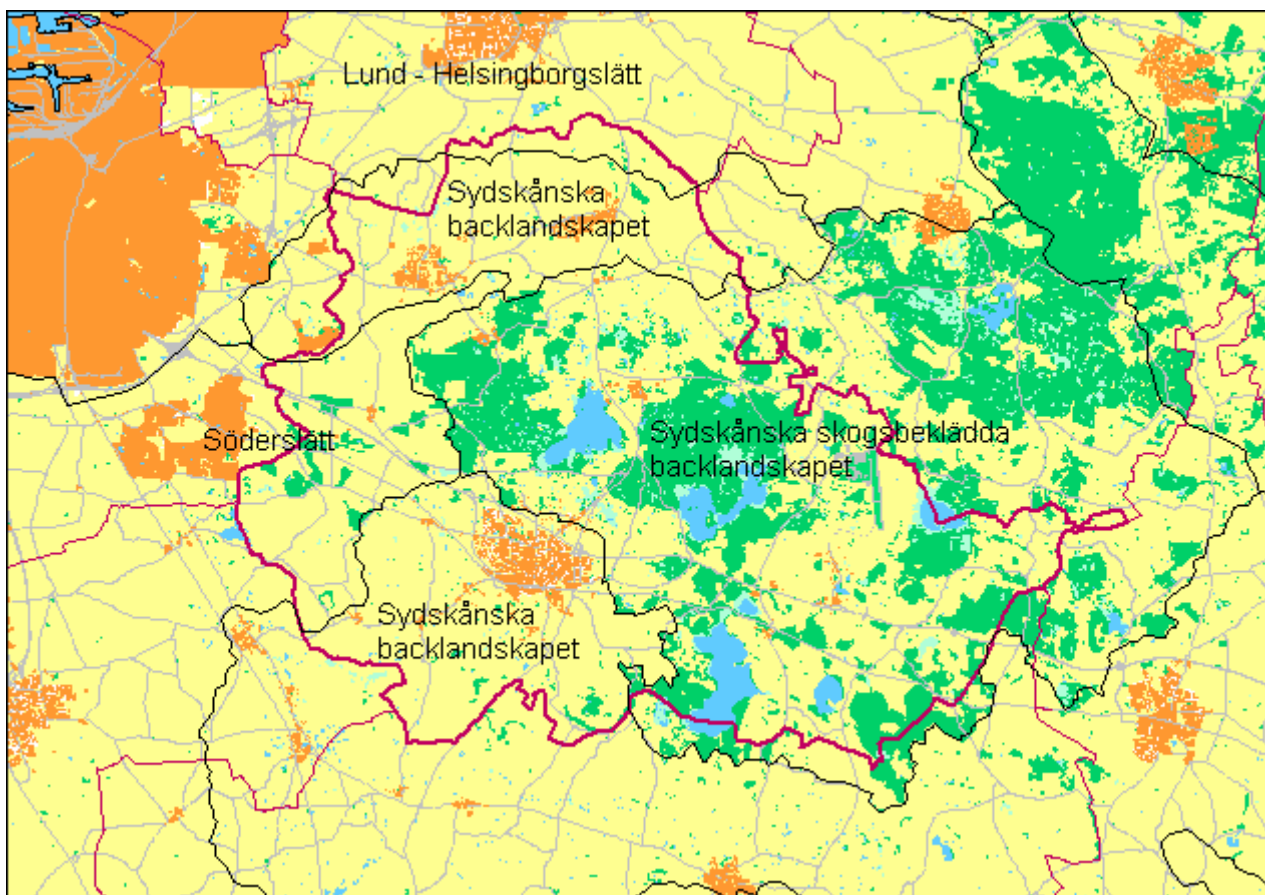 Lund - Helsingborgslätt
Sydskånska
backlandskapet
Söderslätt
Sydskånska skogsbeklädda
backlandskapet
Sydskånska
backlandskapet